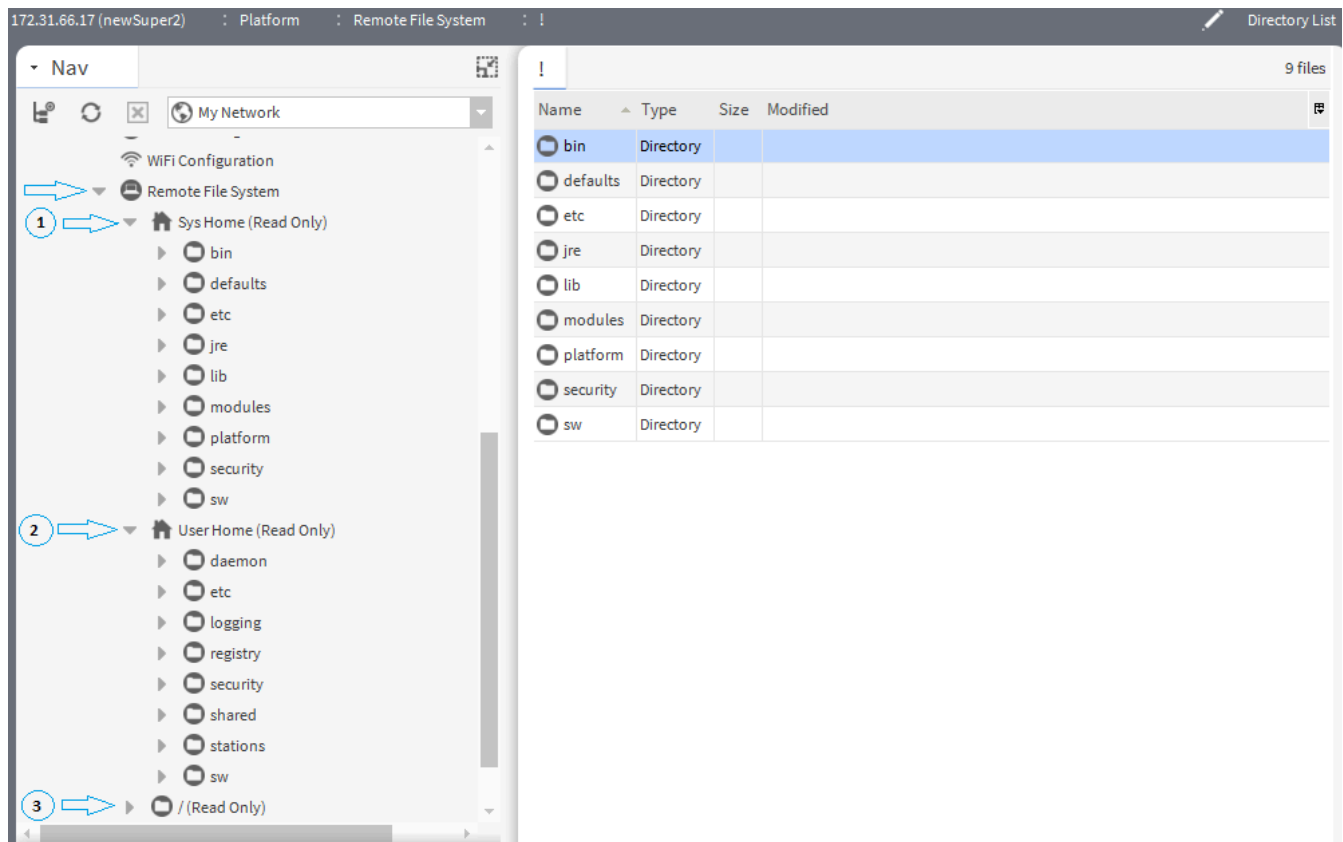 172.31.66.17 (newSuper2) : Platform : Remote File System : ! Directory List
Nav
My Network
WiFi Configuration
Remote File System
1 Sys Home (Read Only)
bin
defaults
etc
jre
lib
modules
platform
security
sw
2 User Home (Read Only)
daemon
etc
logging
registry
security
shared
stations
sw
3 / (Read Only)
! 9 files
Name Type Size Modified
bin Directory
defaults Directory
etc Directory
jre Directory
lib Directory
modules Directory
platform Directory
security Directory
sw Directory